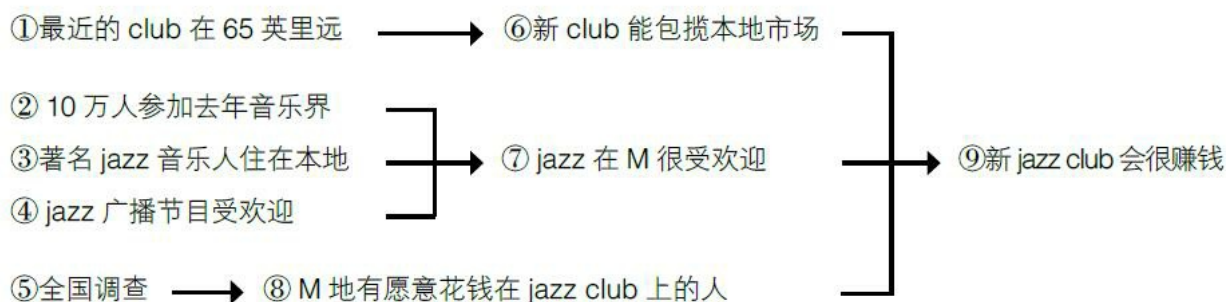 ①最近的 club 在 65 英里远
⑥新 club 能包揽本地市场
② 10 万人参加去年音乐界
③著名 jazz 音乐人住在本地
⑦ jazz 在 M 很受欢迎
⑨新 jazz club 会很赚钱
④ jazz 广播节目受欢迎
⑤全国调查
⑧ M 地有愿意花钱在 jazz club 上的人